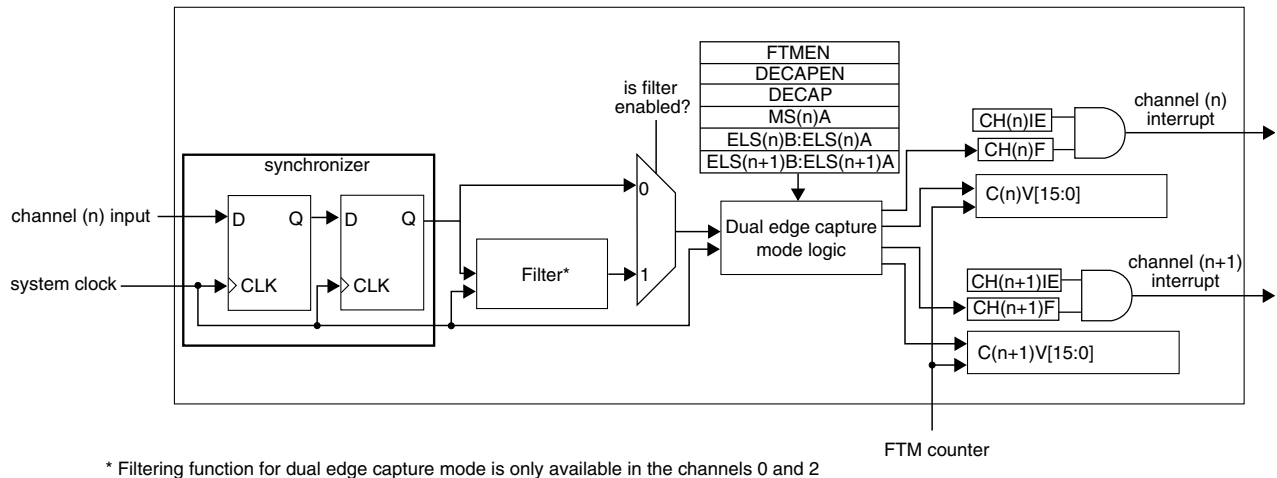 FTMEN
DECAPEN
DECAP
MS(n)A
ELS(n)B:ELS(n)A
ELS(n+1)B:ELS(n+1)A
is filter
enabled?
synchronizer
channel (n) input
system clock
D
Q
CLK
D
Q
CLK
Filter*
0
1
Dual edge capture
mode logic
CH(n)IE
CH(n)F
channel (n)
interrupt
C(n)V[15:0]
CH(n+1)IE
CH(n+1)F
channel (n+1)
interrupt
C(n+1)V[15:0]
FTM counter
* Filtering function for dual edge capture mode is only available in the channels 0 and 2